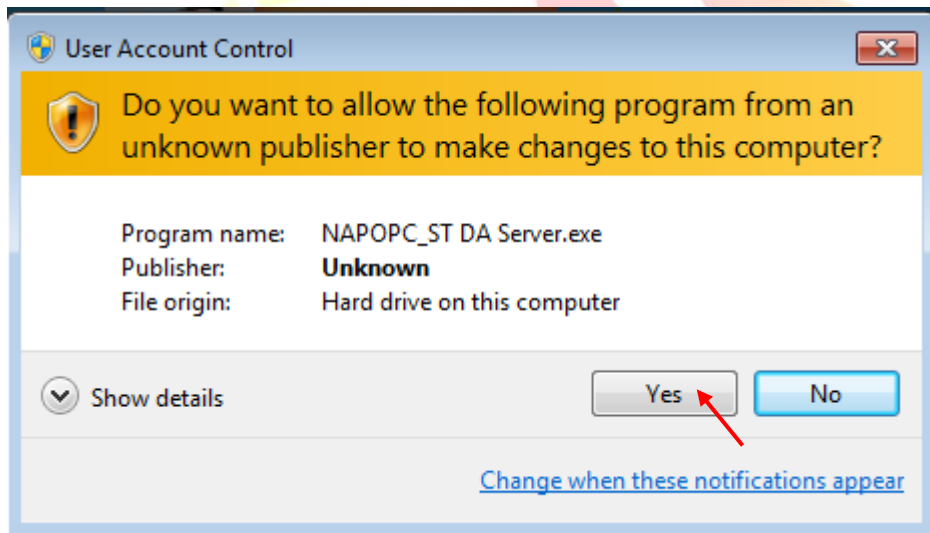 User Account Control
Do you want to allow the following program from an
unknown publisher to make changes to this computer?
Program name: NAPOPC_ST DA Server.exe
Publisher: Unknown
File origin: Hard drive on this computer
Show details
Yes
No
Change when these notifications appear